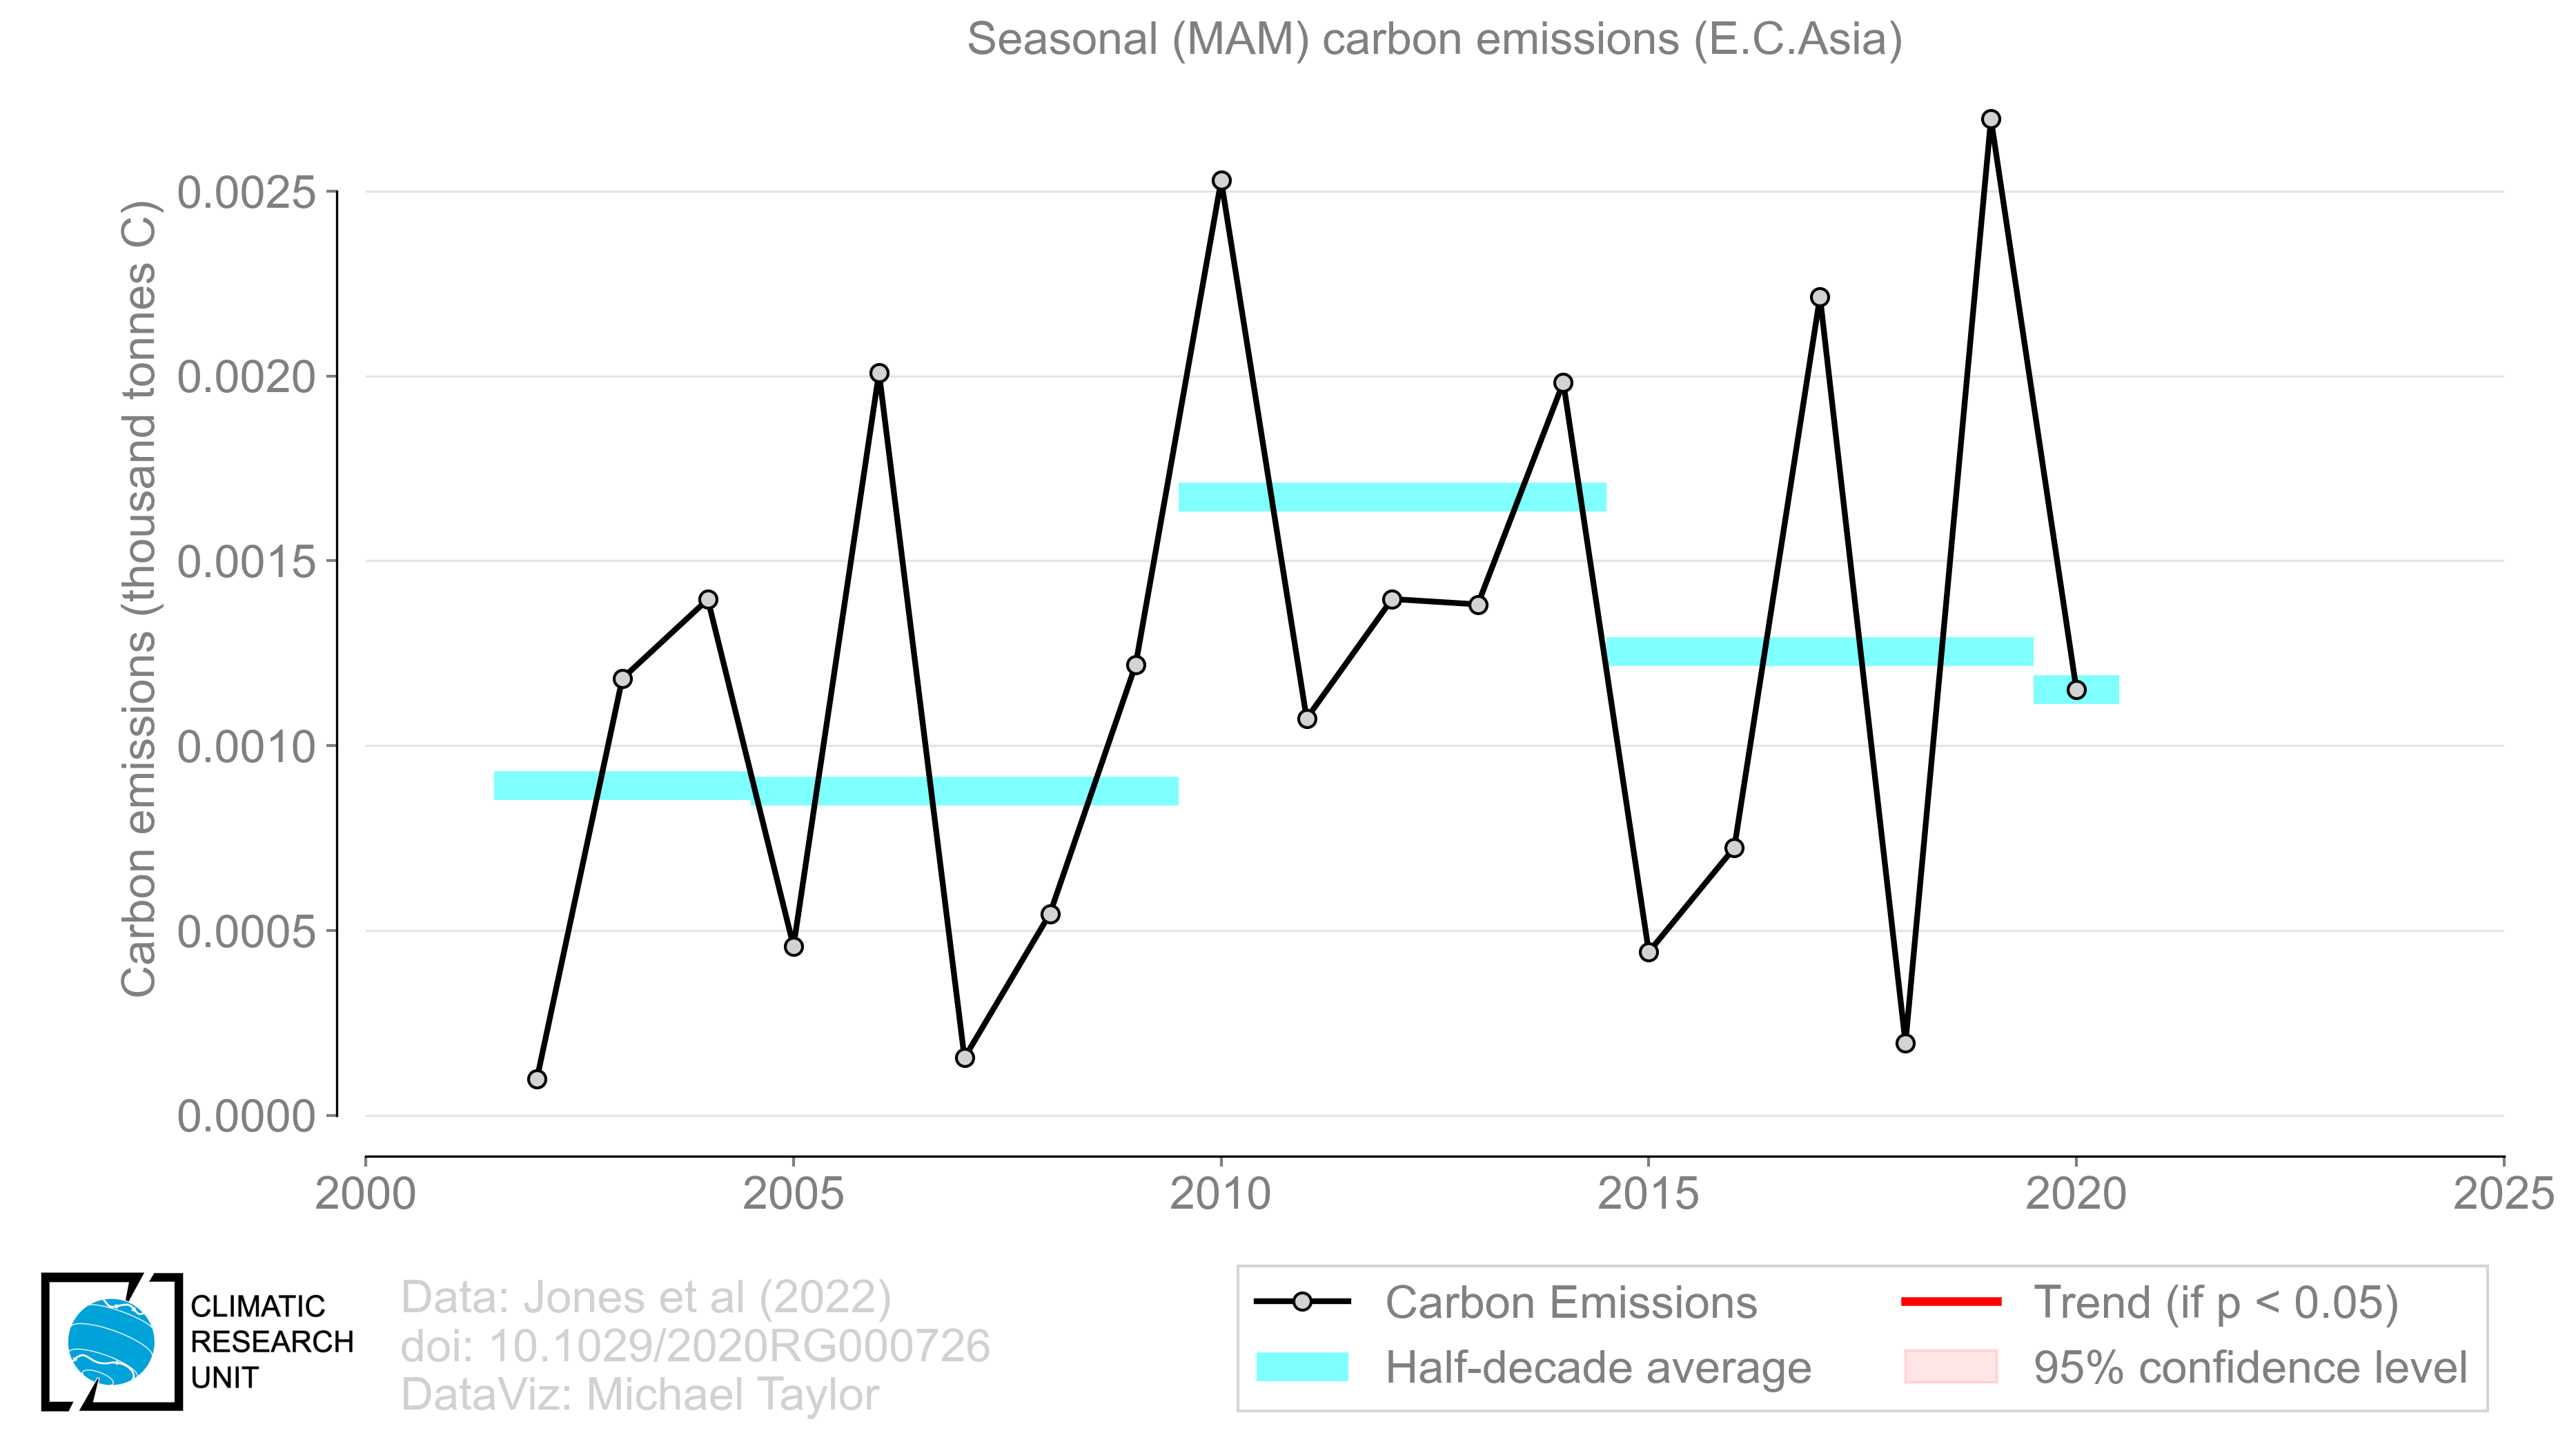 Seasonal (MAM) carbon emissions (E.C.Asia)
Carbon emissions (thousand tonnes C)
0.0025
0.0020
0.0015
0.0010
0.0005
0.0000
2000 2005 2010 2015 2020 2025
CLIMATIC
RESEARCH
UNIT
Data: Jones et al (2022)
doi: 10.1029/2020RG000726
DataViz: Michael Taylor
Carbon Emissions
Half-decade average
Trend (if p < 0.05)
95% confidence level